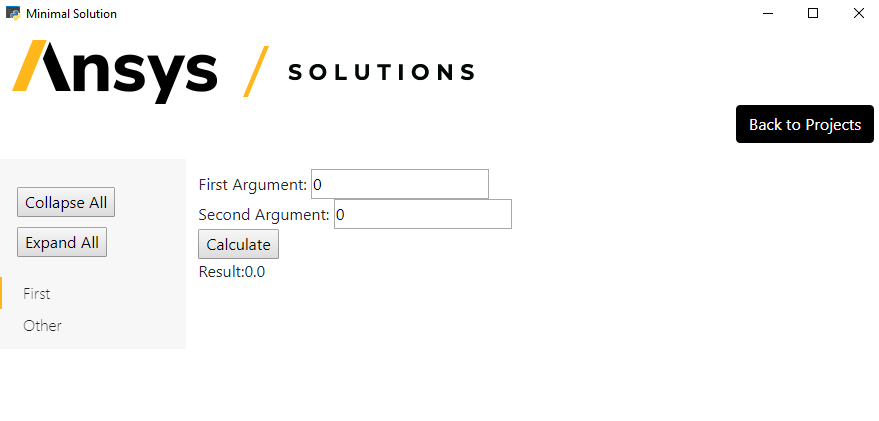 Minimal Solution
Ansys / SOLUTIONS
Back to Projects
Collapse All
Expand All
First
Other
First Argument: 0
Second Argument: 0
Calculate
Result:0.0